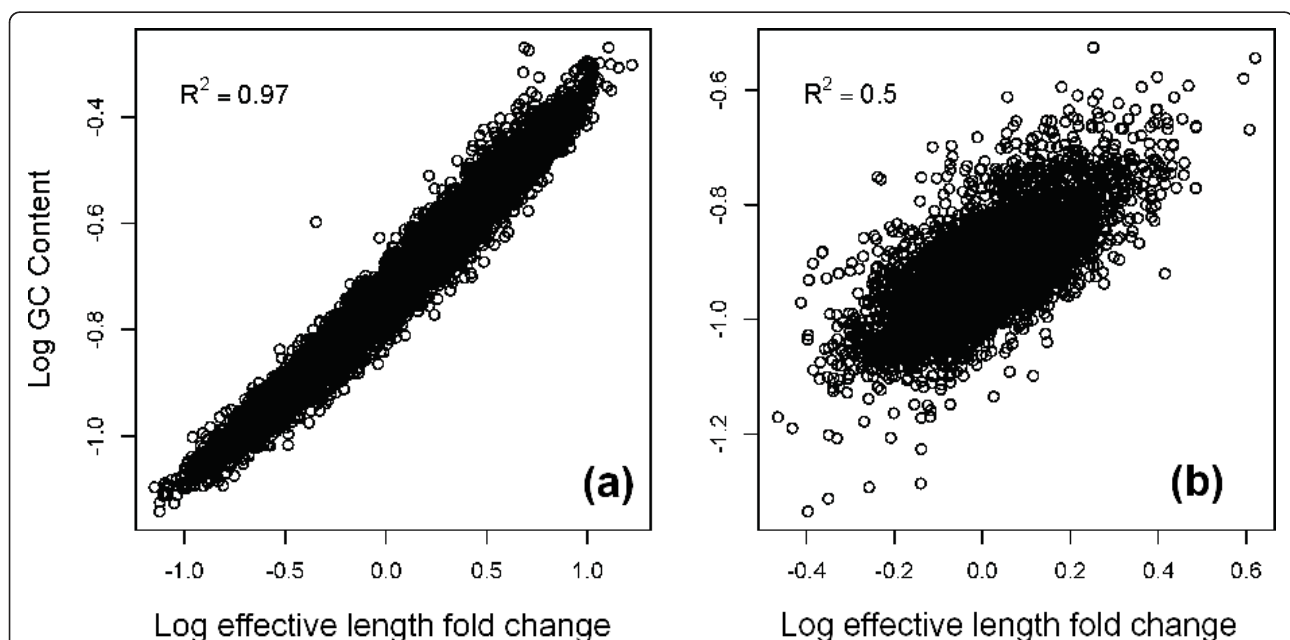 R² = 0.97
-0.4
-0.6
-0.8
-1.0
Log GC Content
(a)
-1.0 -0.5 0.0 0.5 1.0
Log effective length fold change
R² = 0.5
-0.6
-0.8
-1.0
-1.2
(b)
-0.4 -0.2 0.0 0.2 0.4 0.6
Log effective length fold change